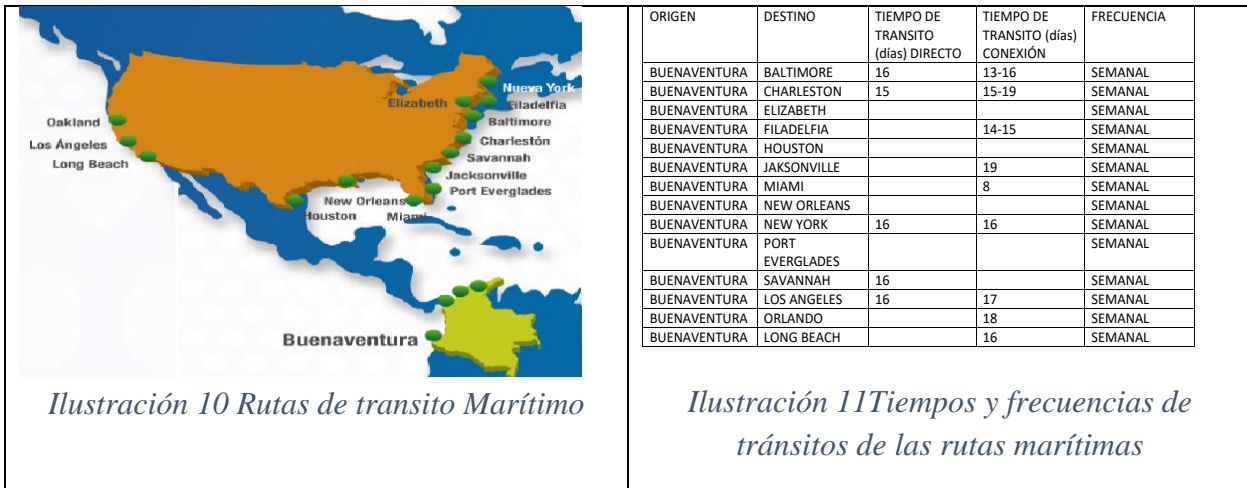 Nueva York
Elizabeth
Filadelfia
Baltimore
Oakland
Charlestón
Los Ángeles
Savannah
Long Beach
Jacksonville
New Orleans
Port Everglades
Houston
Miami
Buenaventura
Ilustración 10 Rutas de transito Marítimo
ORIGEN DESTINO TIEMPO DE TRANSITO (días) DIRECTO TIEMPO DE TRANSITO (días) CONEXIÓN FRECUENCIA
BUENAVENTURA BALTIMORE 16 13-16 SEMANAL
BUENAVENTURA CHARLESTON 15 15-19 SEMANAL
BUENAVENTURA ELIZABETH SEMANAL
BUENAVENTURA FILADELFIA 14-15 SEMANAL
BUENAVENTURA HOUSTON SEMANAL
BUENAVENTURA JAKSONVILLE 19 SEMANAL
BUENAVENTURA MIAMI 8 SEMANAL
BUENAVENTURA NEW ORLEANS SEMANAL
BUENAVENTURA NEW YORK 16 16 SEMANAL
BUENAVENTURA PORT EVERGLADES SEMANAL
BUENAVENTURA SAVANNAH 16 SEMANAL
BUENAVENTURA LOS ANGELES 16 17 SEMANAL
BUENAVENTURA ORLANDO 18 SEMANAL
BUENAVENTURA LONG BEACH 16 SEMANAL
Ilustración 11Tiempos y frecuencias de
tránsitos de las rutas marítimas